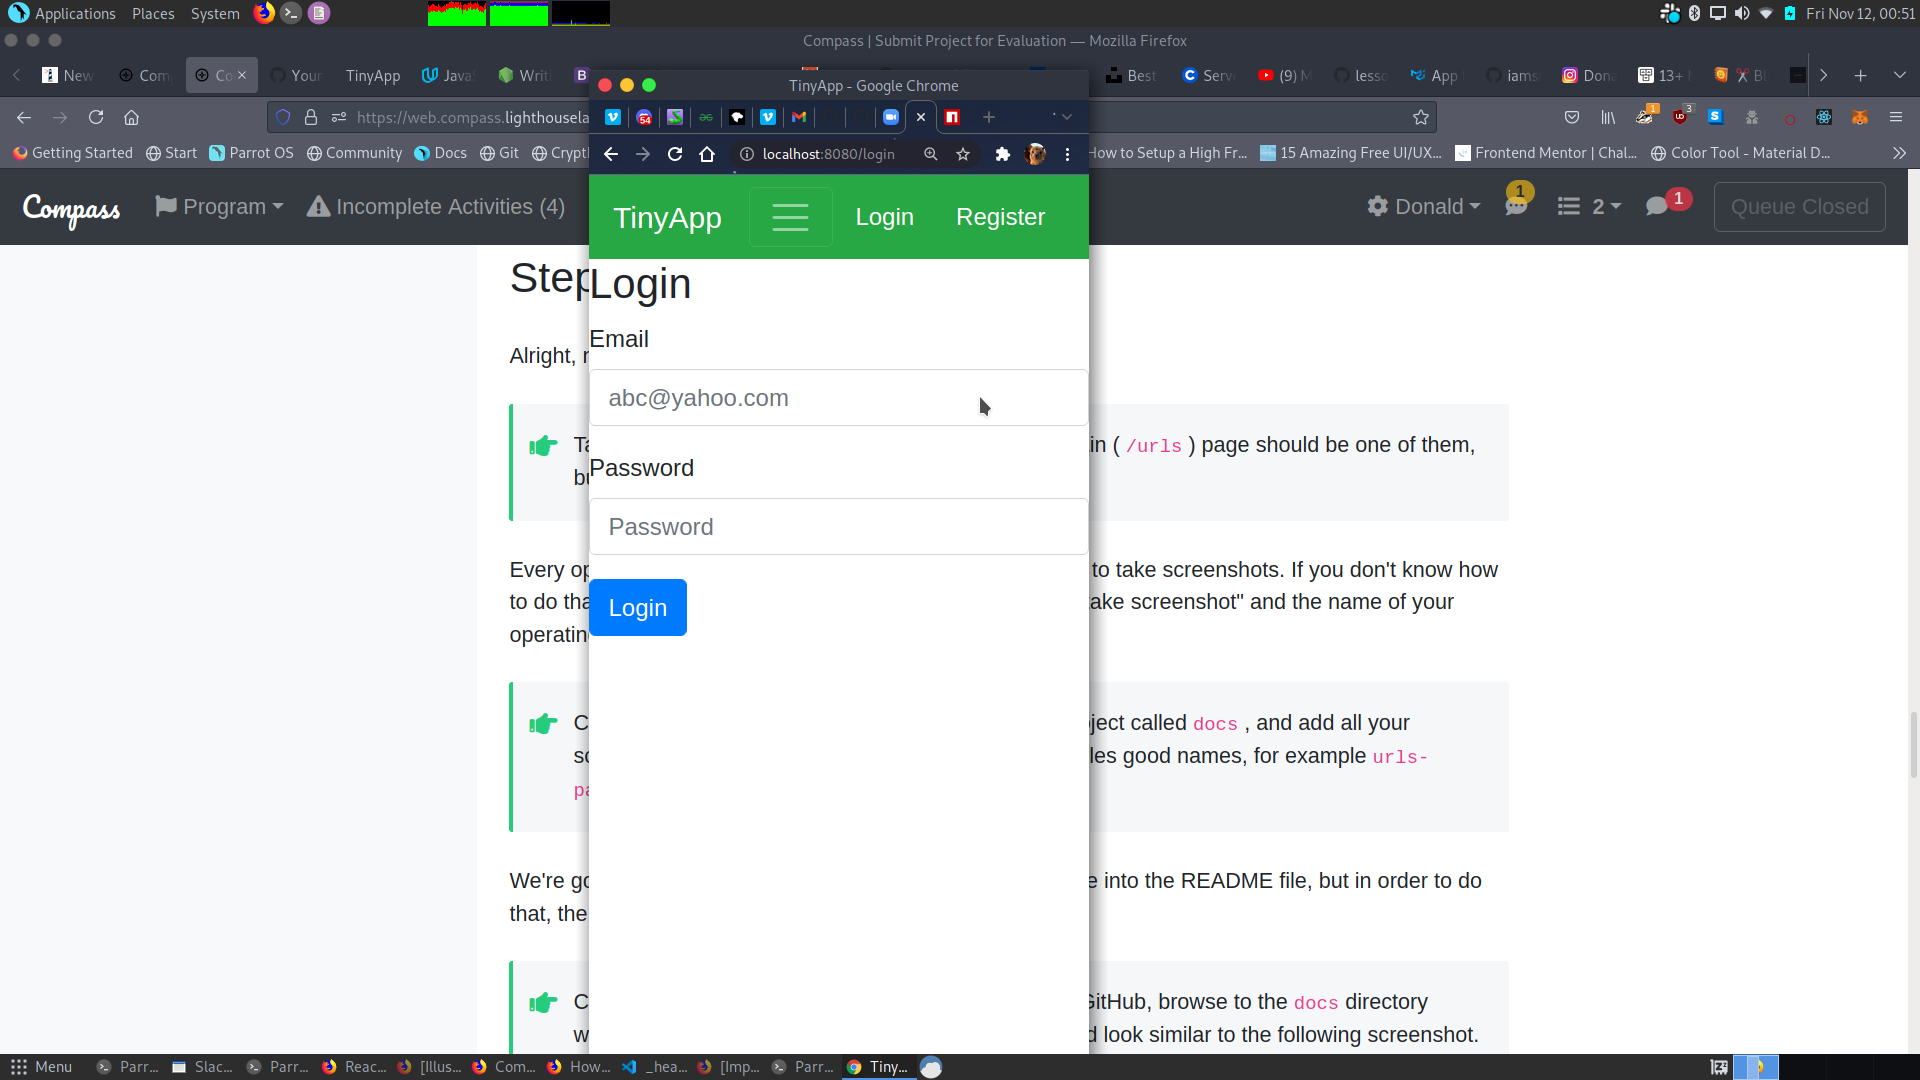 Applications Places System
Fri Nov 12, 00:51
Compass | Submit Project for Evaluation — Mozilla Firefox
New Com Co Your TinyApp Java Writi Best Serv (9) M lesso App iams Dona 13+ Bl
https://web.compass.lighthousela
Getting Started Start Parrot OS Community Docs Git Crypt How to Setup a High Fr... 15 Amazing Free UI/UX... Frontend Mentor | Chal... Color Tool - Material D...
Compass Program Incomplete Activities (4) Donald 1 2 1 Queue Closed
TinyApp - Google Chrome
54
localhost:8080/login
TinyApp Login Register
Login
Email
abc@yahoo.com
Password
Password
Login
Step
Alright,
in ( /urls ) page should be one of them,
Every op to take screenshots. If you don't know how
to do tha ake screenshot" and the name of your
operatin
C ject called docs , and add all your
sc les good names, for example urls-
pa
We're go e into the README file, but in order to do
that, the
C GitHub, browse to the docs directory
w d look similar to the following screenshot.
Menu Parr... Slac... Parr... Reac... [Illus... Com... How... _hea... [Imp... Parr... Tiny...